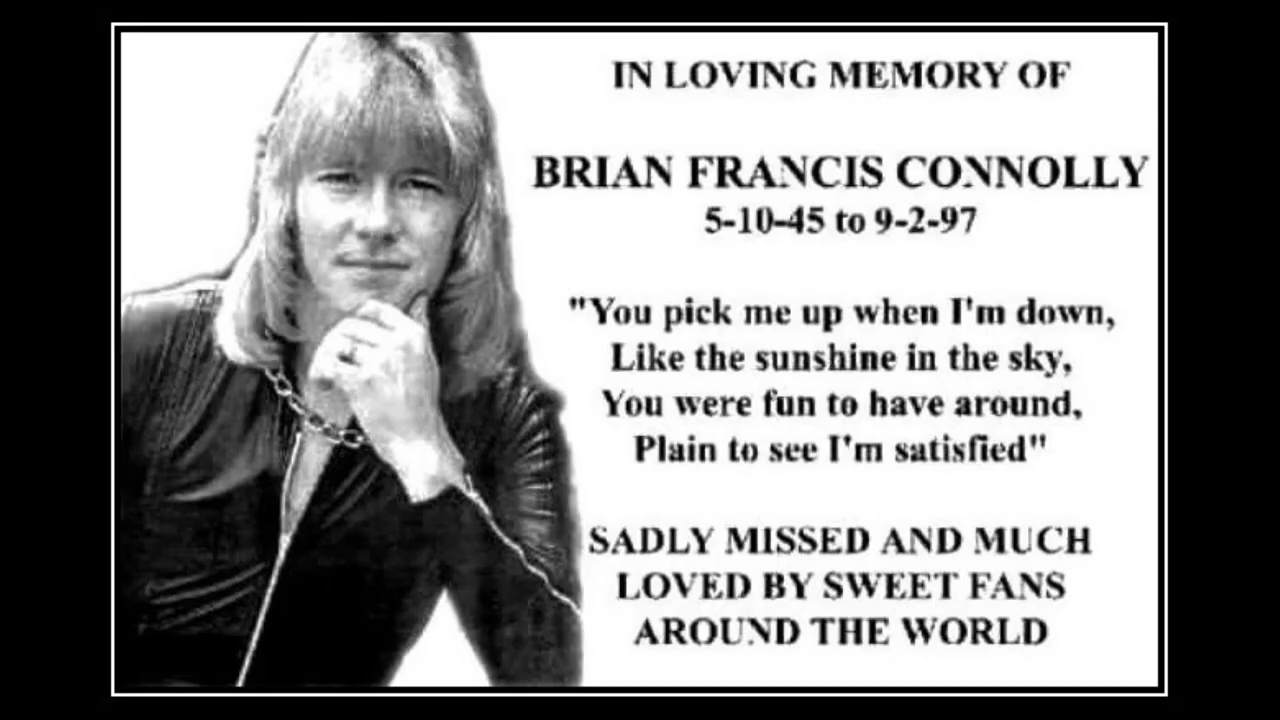 IN LOVING MEMORY OF
BRIAN FRANCIS CONNOLLY
5-10-45 to 9-2-97
"You pick me up when I'm down,
Like the sunshine in the sky,
You were fun to have around,
Plain to see I'm satisfied"
SADLY MISSED AND MUCH
LOVED BY SWEET FANS
AROUND THE WORLD